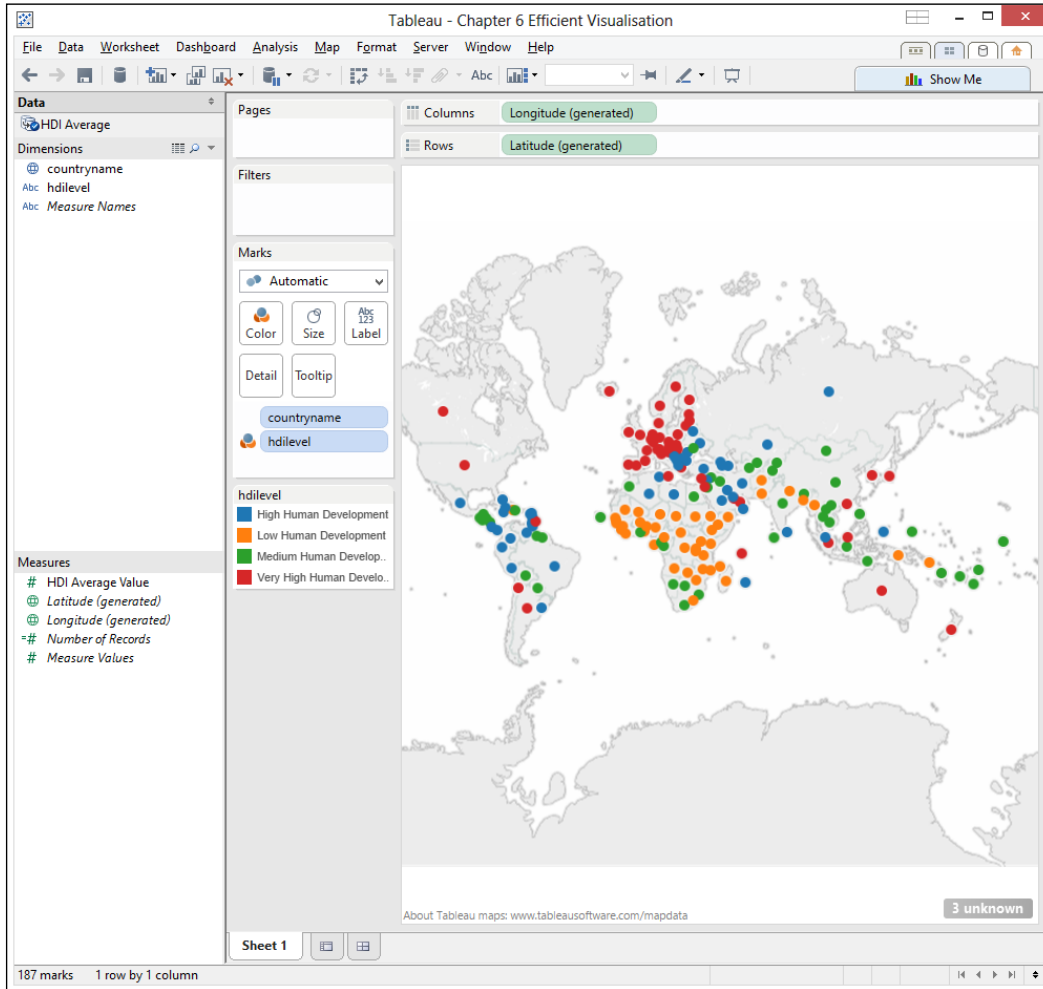 Tableau - Chapter 6 Efficient Visualisation
File Data Worksheet Dashboard Analysis Map Format Server Window Help
Abc
Show Me
Data
HDI Average
Dimensions
countryname
Abc hdilevel
Abc Measure Names
Measures
# HDI Average Value
Latitude (generated)
Longitude (generated)
=# Number of Records
# Measure Values
Pages
Filters
Marks
Automatic
Color
Size
Abc
123
Label
Detail
Tooltip
countryname
hdilevel
hdilevel
High Human Development
Low Human Development
Medium Human Develop..
Very High Human Develo..
Columns Longitude (generated)
Rows Latitude (generated)
About Tableau maps: www.tableausoftware.com/mapdata
3 unknown
Sheet 1
187 marks 1 row by 1 column